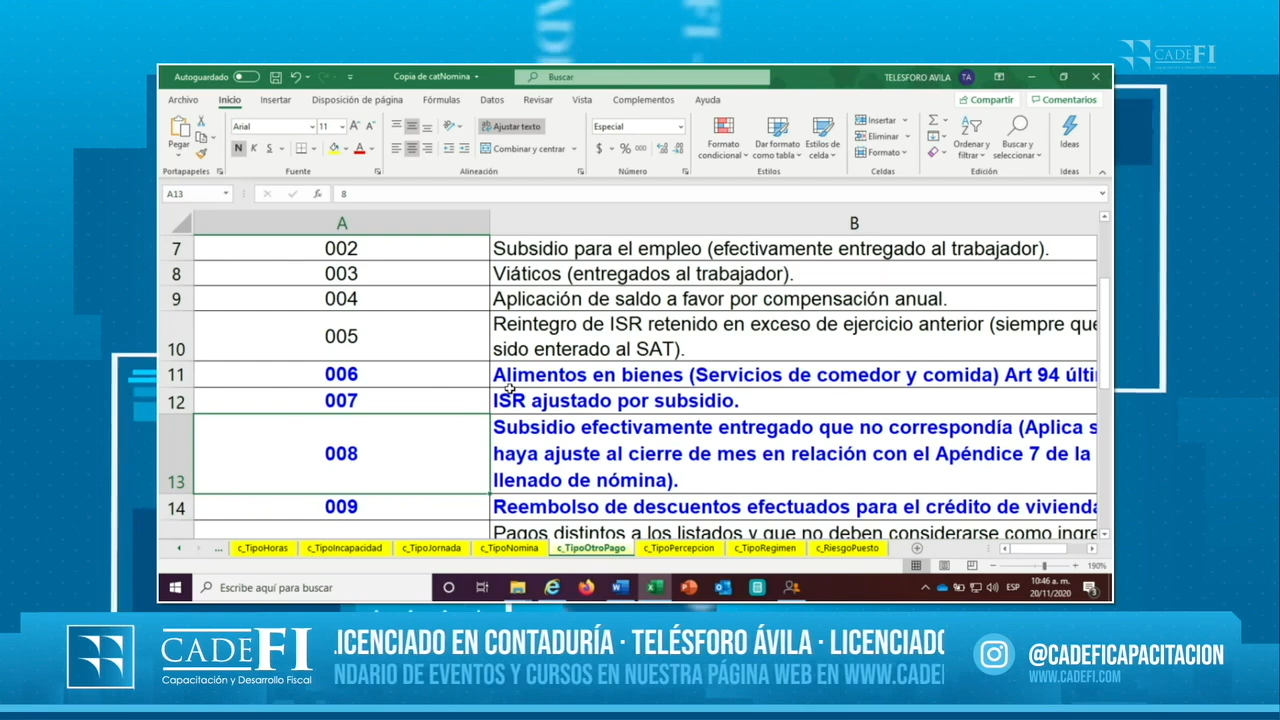 CADEFI
Autoguardado
Copia de catNomina
Buscar
TELESFORO AVILA
TA
Archivo Inicio Insertar Disposición de página Fórmulas Datos Revisar Vista Complementos Ayuda
Compartir Comentarios
Pegar
Portapapeles
Arial 11
N K S
Fuente
Ajustar texto
Combinar y centrar
Alineación
Especial
$ % 000
Número
Formato condicional
Dar formato como tabla
Estilos de celda
Estilos
Insertar
Eliminar
Formato
Celdas
Ordenar y filtrar
Buscar y seleccionar
Edición
Ideas
Ideas
A13 fx 8
A B
7 002 Subsidio para el empleo (efectivamente entregado al trabajador).
8 003 Viáticos (entregados al trabajador).
9 004 Aplicación de saldo a favor por compensación anual.
10 005 Reintegro de ISR retenido en exceso de ejercicio anterior (siempre que
sido enterado al SAT).
11 006 Alimentos en bienes (Servicios de comedor y comida) Art 94 últi
12 007 ISR ajustado por subsidio.
13 008 Subsidio efectivamente entregado que no correspondía (Aplica s
haya ajuste al cierre de mes en relación con el Apéndice 7 de la
llenado de nómina).
14 009 Reembolso de descuentos efectuados para el crédito de vivienda
Pagos distintos a los listados y que no deben considerarse como ingre
... c_TipoHoras c_TipoIncapacidad c_TipoJornada c_TipoNomina c_TipoOtroPago c_TipoPercepcion c_TipoRegimen c_RiesgoPuesto
190%
Escribe aquí para buscar
ESP
10:46 a. m.
20/11/2020
3
CADEFI
Capacitación y Desarrollo Fiscal
LICENCIADO EN CONTADURÍA · TELÉSFORO ÁVILA · LICENCIADO
NDARIO DE EVENTOS Y CURSOS EN NUESTRA PÁGINA WEB EN WWW.CADEF
@CADEFICAPACITACION
WWW.CADEFI.COM